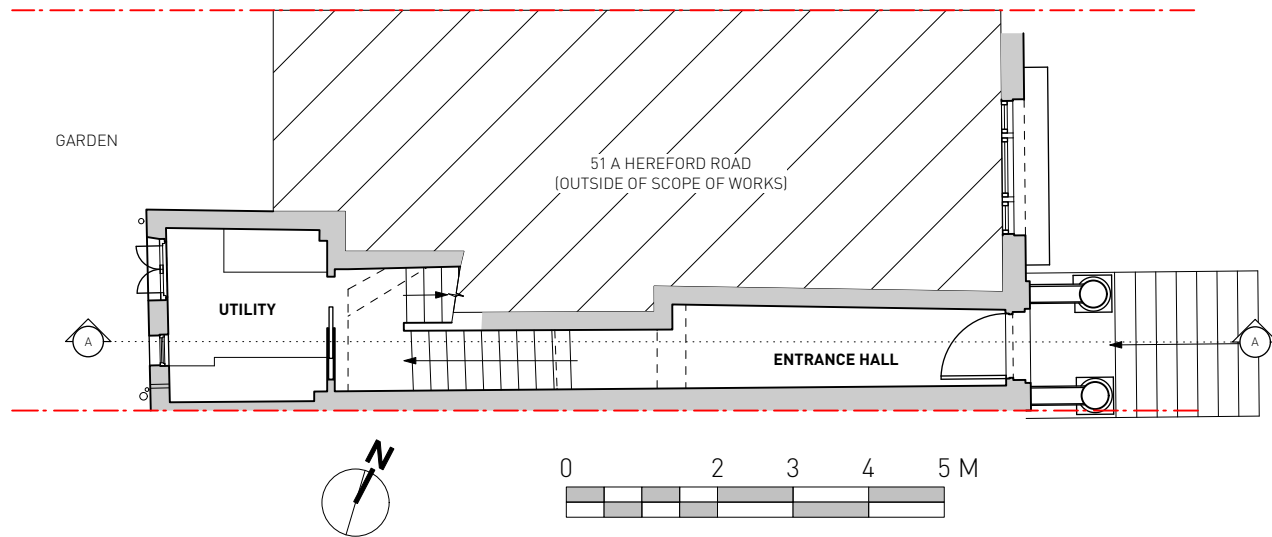 GARDEN
51 A HEREFORD ROAD
(OUTSIDE OF SCOPE OF WORKS)
UTILITY
A
A
ENTRANCE HALL
N
0 2 3 4 5 M